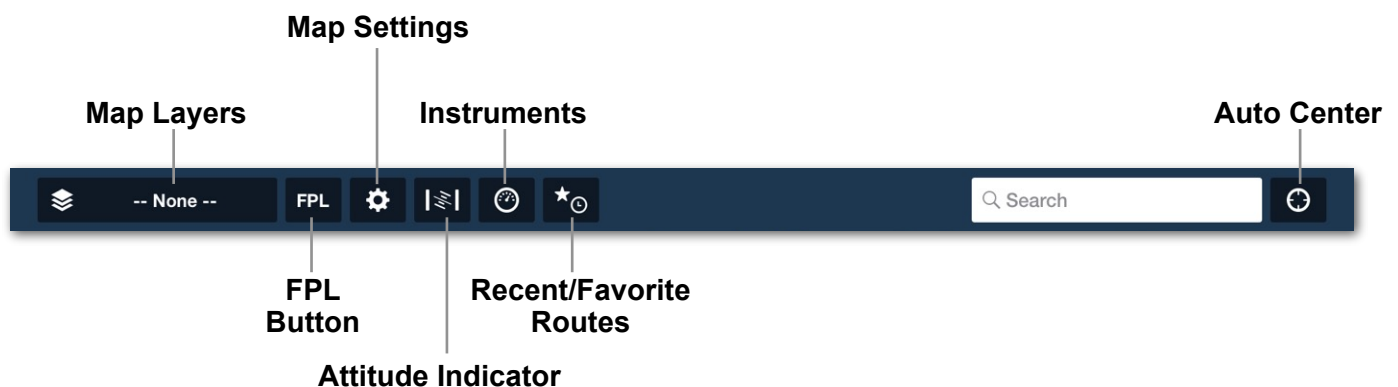 Map Settings
Map Layers
Instruments
Auto Center
-- None --
FPL
Search
FPL
Button
Recent/Favorite
Routes
Attitude Indicator